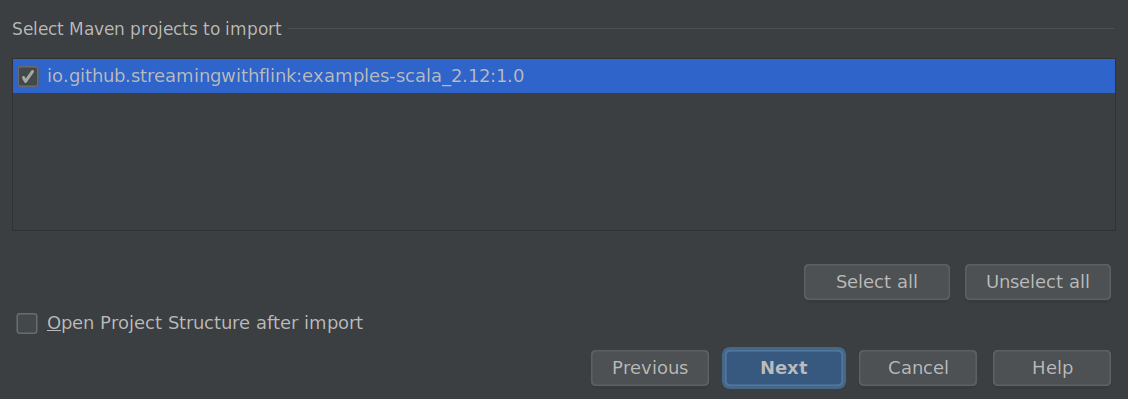 Select Maven projects to import
io.github.streamingwithflink:examples-scala_2.12:1.0
Select all Unselect all
Open Project Structure after import
Previous Next Cancel Help